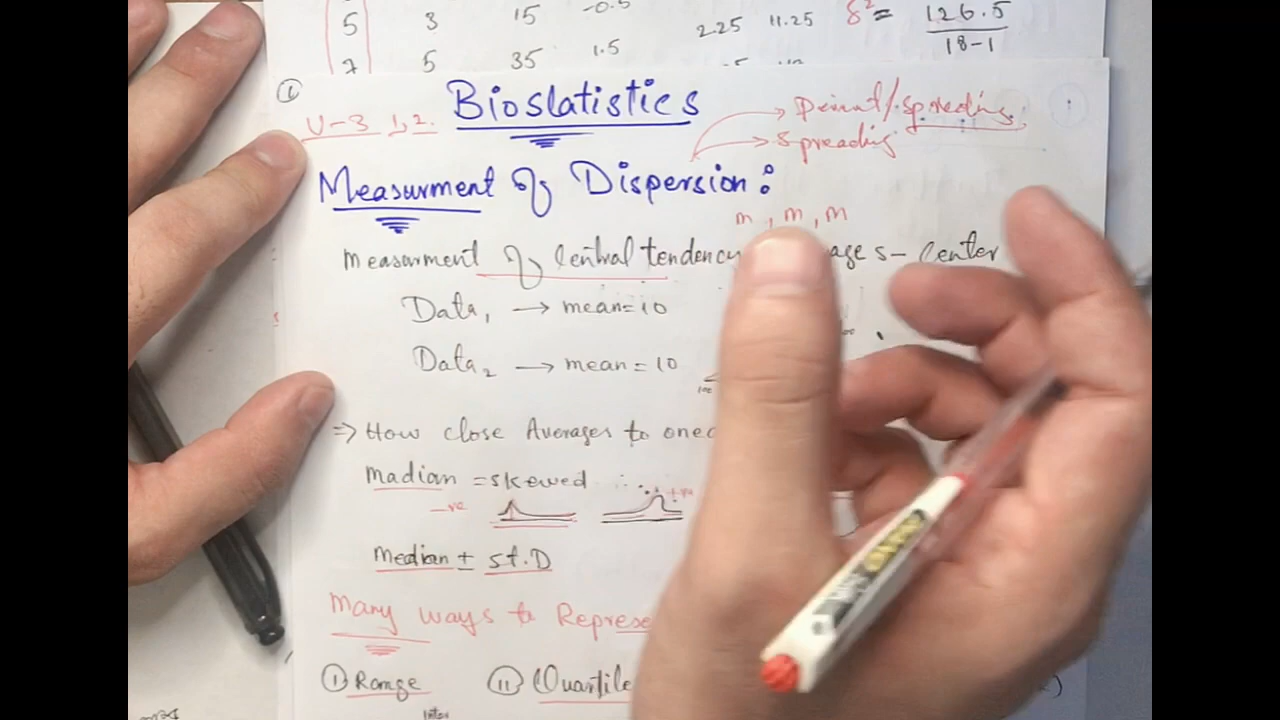 5 3 15 -0.5 2.25 11.25 δ² = 126.5
18-1
7 5 35 1.5
① U-3 1,2. Biostatistics
spreading.
spreading
Measurment of Dispersion:
m, m, m
Measurment of Central tendency ages - Center
Data₁ → mean=10
Data₂ → mean=10
⇒ How close Averages to
Madian = skewed
-ve +ve
Median ± St.D
Many ways to
① Range ⑪ Quartile